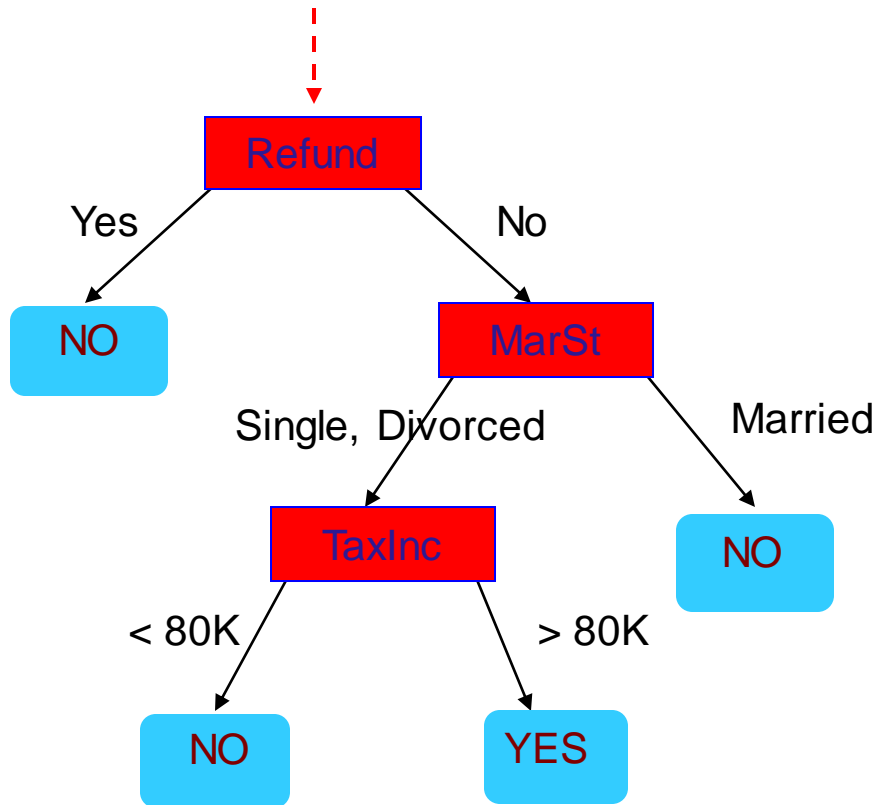 Refund
Yes
No
NO
MarSt
Single, Divorced
Married
TaxInc
NO
< 80K
> 80K
NO
YES